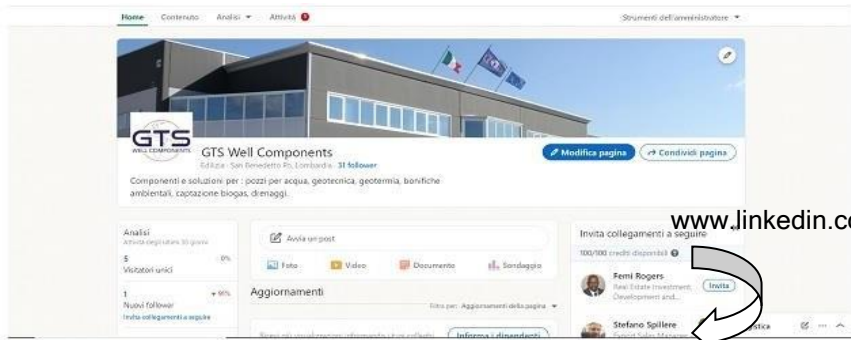 Home Contenuto Analisi Attività Strumenti dell'amministratore
GTS
WELL COMPONENTS
GTS Well Components
Edilizia San Benedetto Po, Lombardia 31 follower
Modifica pagina Condividi pagina
Componenti e soluzioni per : pozzi per acqua, geotecnica, geotermia, bonifiche
ambientali, captazione biogas, drenaggi.
www.linkedin.co
Analisi
Attività degli ultimi 30 giorni
5 0%
Visitatori unici
1
Nuovi follower
Invita collegamenti a seguire
Avvia un post
Foto Video Documento Sondaggio
Aggiornamenti
Filtra per: Aggiornamenti della pagina
Informa i dipendenti
Invita collegamenti a seguire
100/100 crediti disponibili
Femi Rogers
Real Estate Investment,
Development and...
Invita
Stefano Spillere
Export Sales Manager